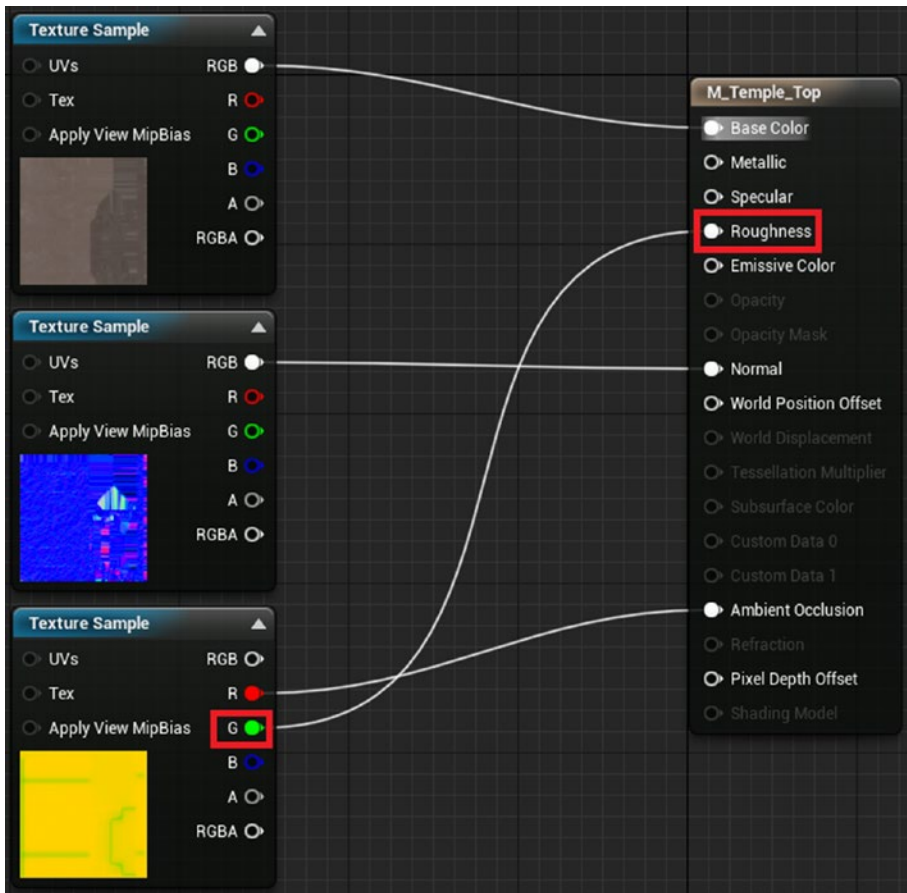 Texture Sample
UVs RGB
Tex R
Apply View MipBias G
B
A
RGBA
Texture Sample
UVs RGB
Tex R
Apply View MipBias G
B
A
RGBA
Texture Sample
UVs RGB
Tex R
Apply View MipBias G
B
A
RGBA
M_Temple_Top
Base Color
Metallic
Specular
Roughness
Emissive Color
Opacity
Opacity Mask
Normal
World Position Offset
World Displacement
Tessellation Multiplier
Subsurface Color
Custom Data 0
Custom Data 1
Ambient Occlusion
Refraction
Pixel Depth Offset
Shading Model